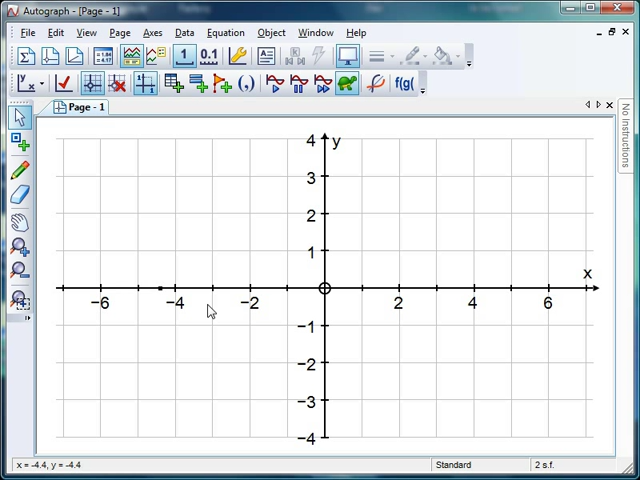 Autograph - [Page - 1]
File Edit View Page Axes Data Equation Object Window Help
1 0.1
f(g(
Page - 1
No Instructions
4 y
3
2
1
x
−6 −4 −2 2 4 6
−1
−2
−3
−4
x = -4.4, y = -4.4 Standard 2 s.f.